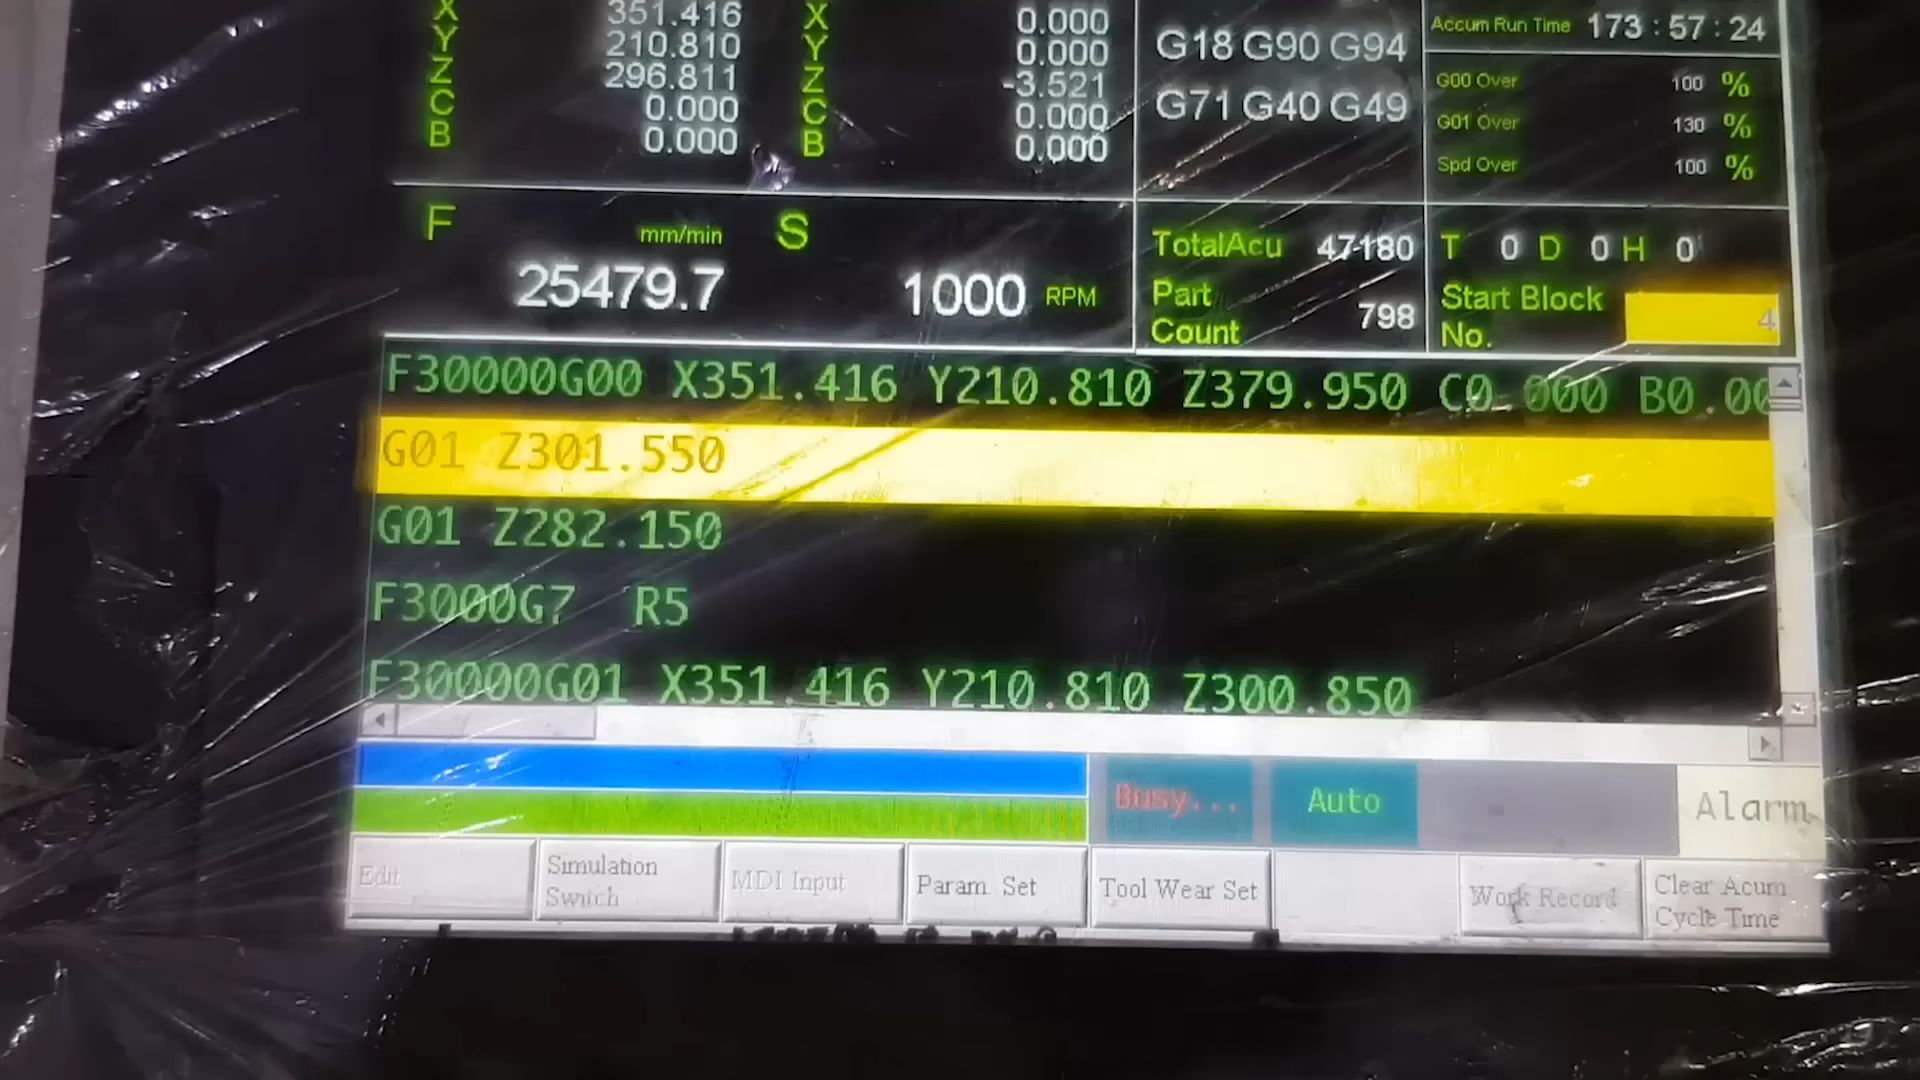 X 351.416 X 0.000
Y 210.810 Y 0.000
Z 296.811 Z -3.521
C 0.000 C 0.000
B 0.000 B 0.000
G18 G90 G94
G71 G40 G49
Accum Run Time 173 : 57 : 24
G00 Over 100 %
G01 Over 130 %
Spd Over 100 %
F mm/min S
25479.7 1000 RPM
TotalAcu 47180
Part Count 798
T 0 D 0 H 0
Start Block No. 4
F30000G00 X351.416 Y210.810 Z379.950 C0.000 B0.00
G01 Z301.550
G01 Z282.150
F3000G7 R5
F30000G01 X351.416 Y210.810 Z300.850
Busy... Auto Alarm
Edit
Simulation Switch
MDI Input
Param Set
Tool Wear Set
Work Record
Clear Acum Cycle Time